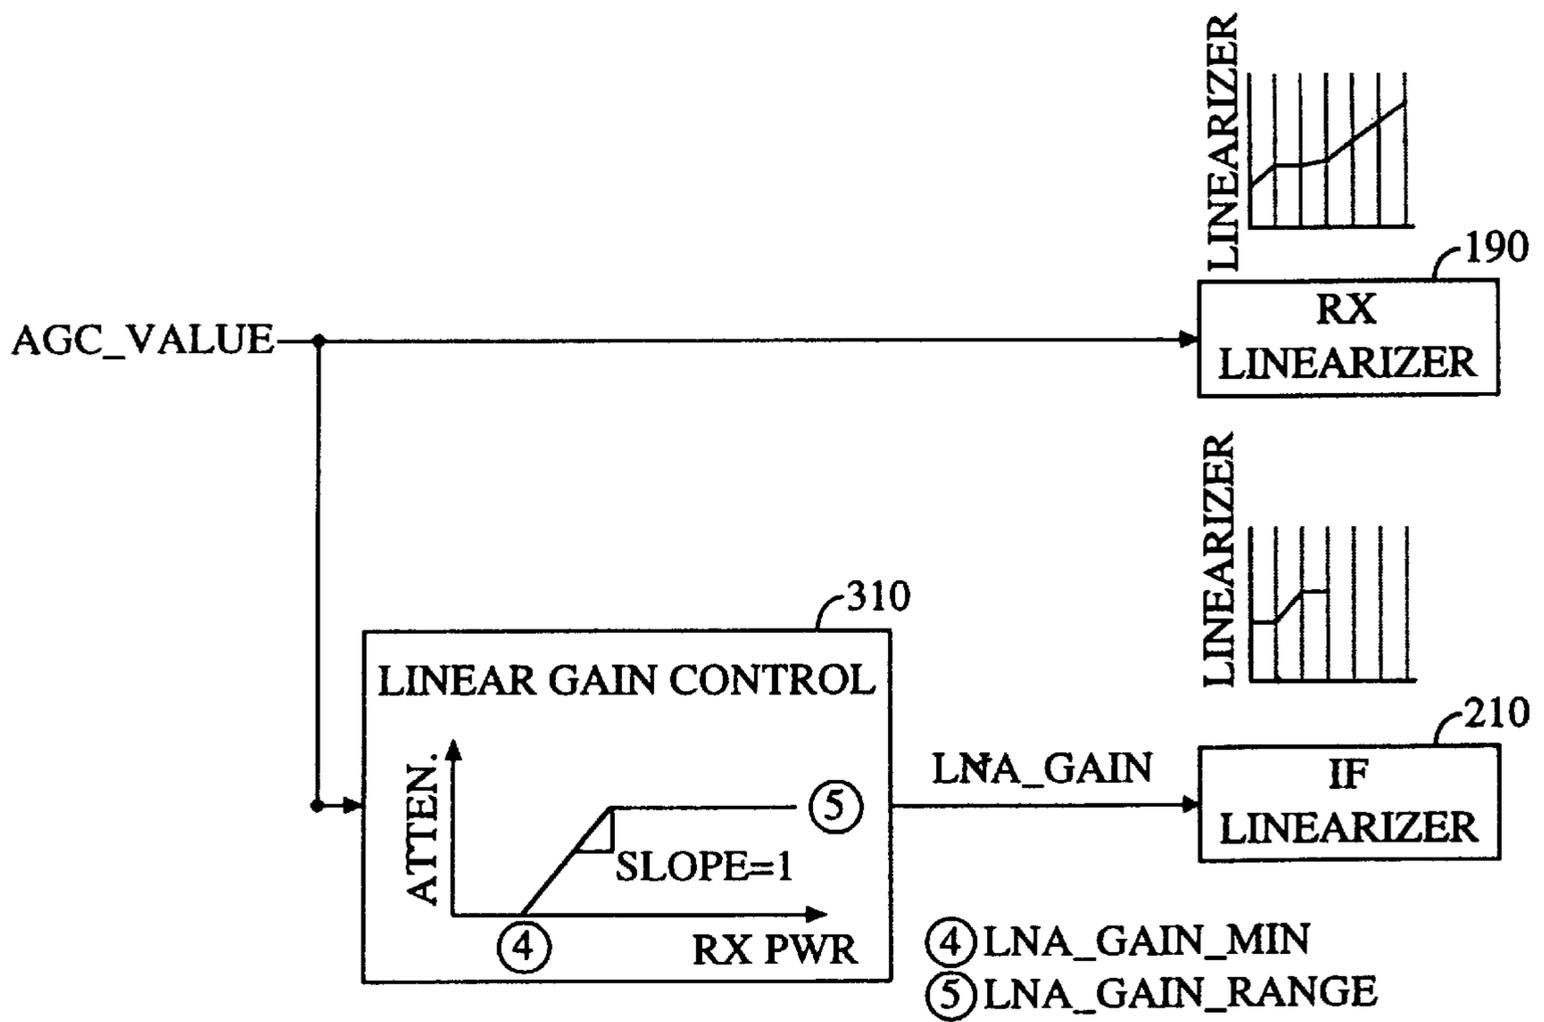 LINEARIZER
190
RX
LINEARIZER
AGC_VALUE
LINEARIZER
310
LINEAR GAIN CONTROL
ATTEN.
5
SLOPE=1
4
RX PWR
LNA_GAIN
210
IF
LINEARIZER
4 LNA_GAIN_MIN
5 LNA_GAIN_RANGE